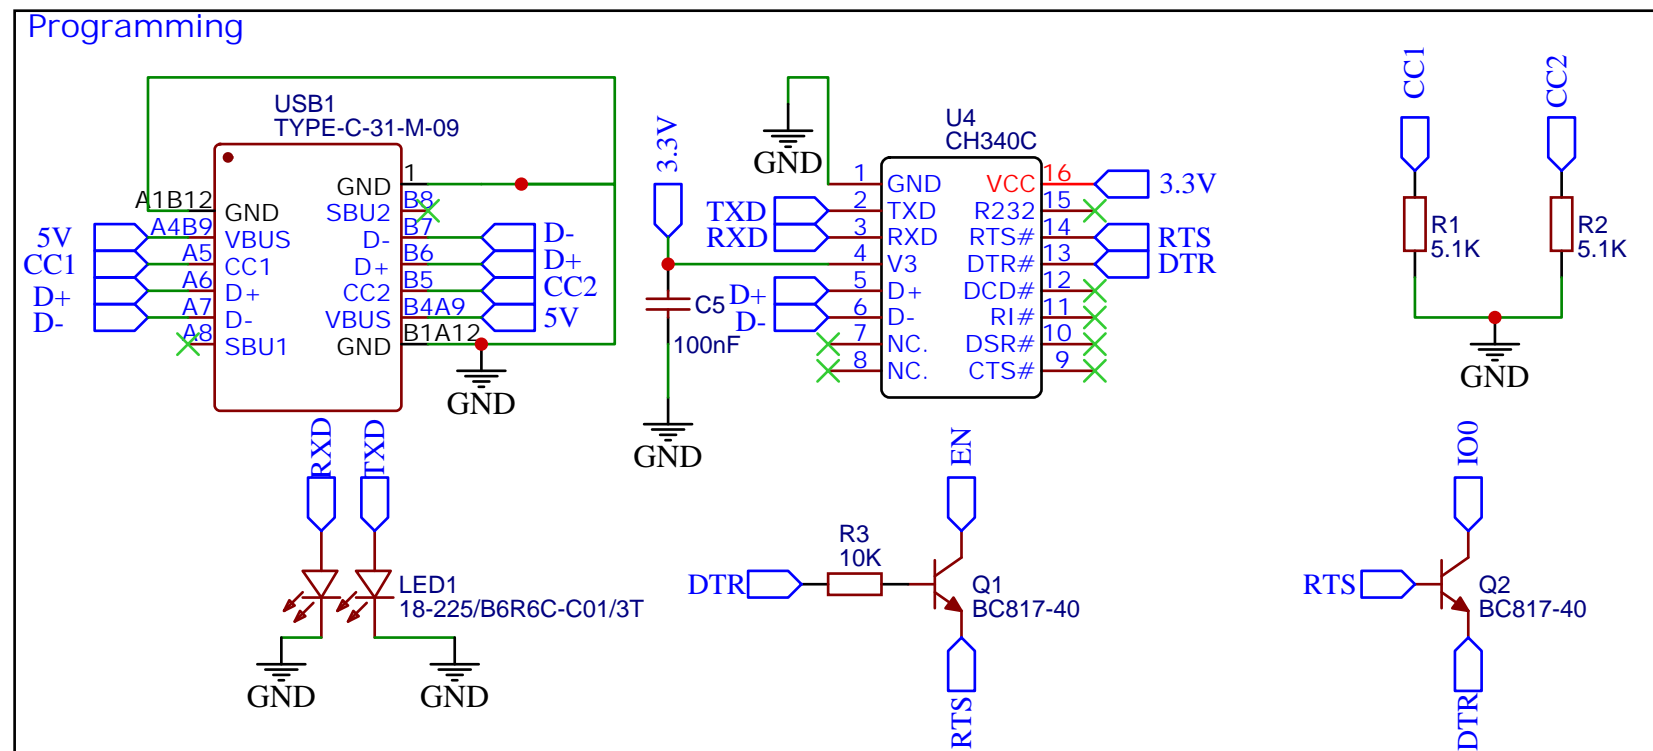 Programming
USB1
TYPE-C-31-M-09
A1B12
GND
A4B9
VBUS
A5
CC1
A6
D+
A7
D-
A8
SBU1
1
GND
B8
SBU2
B7
D-
B6
D+
B5
CC2
B4A9
VBUS
B1A12
GND
5V
CC1
D+
D-
D-
D+
CC2
5V
GND
3.3V
C5
100nF
GND
GND
U4
CH340C
1 GND
2 TXD
3 RXD
4 V3
5 D+
6 D-
7 NC.
8 NC.
VCC 16
R232 15
RTS# 14
DTR# 13
DCD# 12
RI# 11
DSR# 10
CTS# 9
TXD
RXD
D+
D-
3.3V
RTS
DTR
CC1
CC2
R1
5.1K
R2
5.1K
GND
RXD
TXD
LED1
18-225/B6R6C-C01/3T
GND
GND
EN
R3
10K
DTR
Q1
BC817-40
RTS
IO0
RTS
Q2
BC817-40
DTR